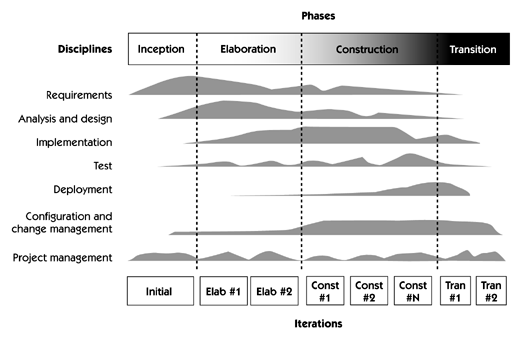 Phases
Disciplines
Inception
Elaboration
Construction
Transition
Requirements
Analysis and design
Implementation
Test
Deployment
Configuration and
change management
Project management
Initial
Elab #1
Elab #2
Const
#1
Const
#2
Const
#N
Tran
#1
Tran
#2
Iterations